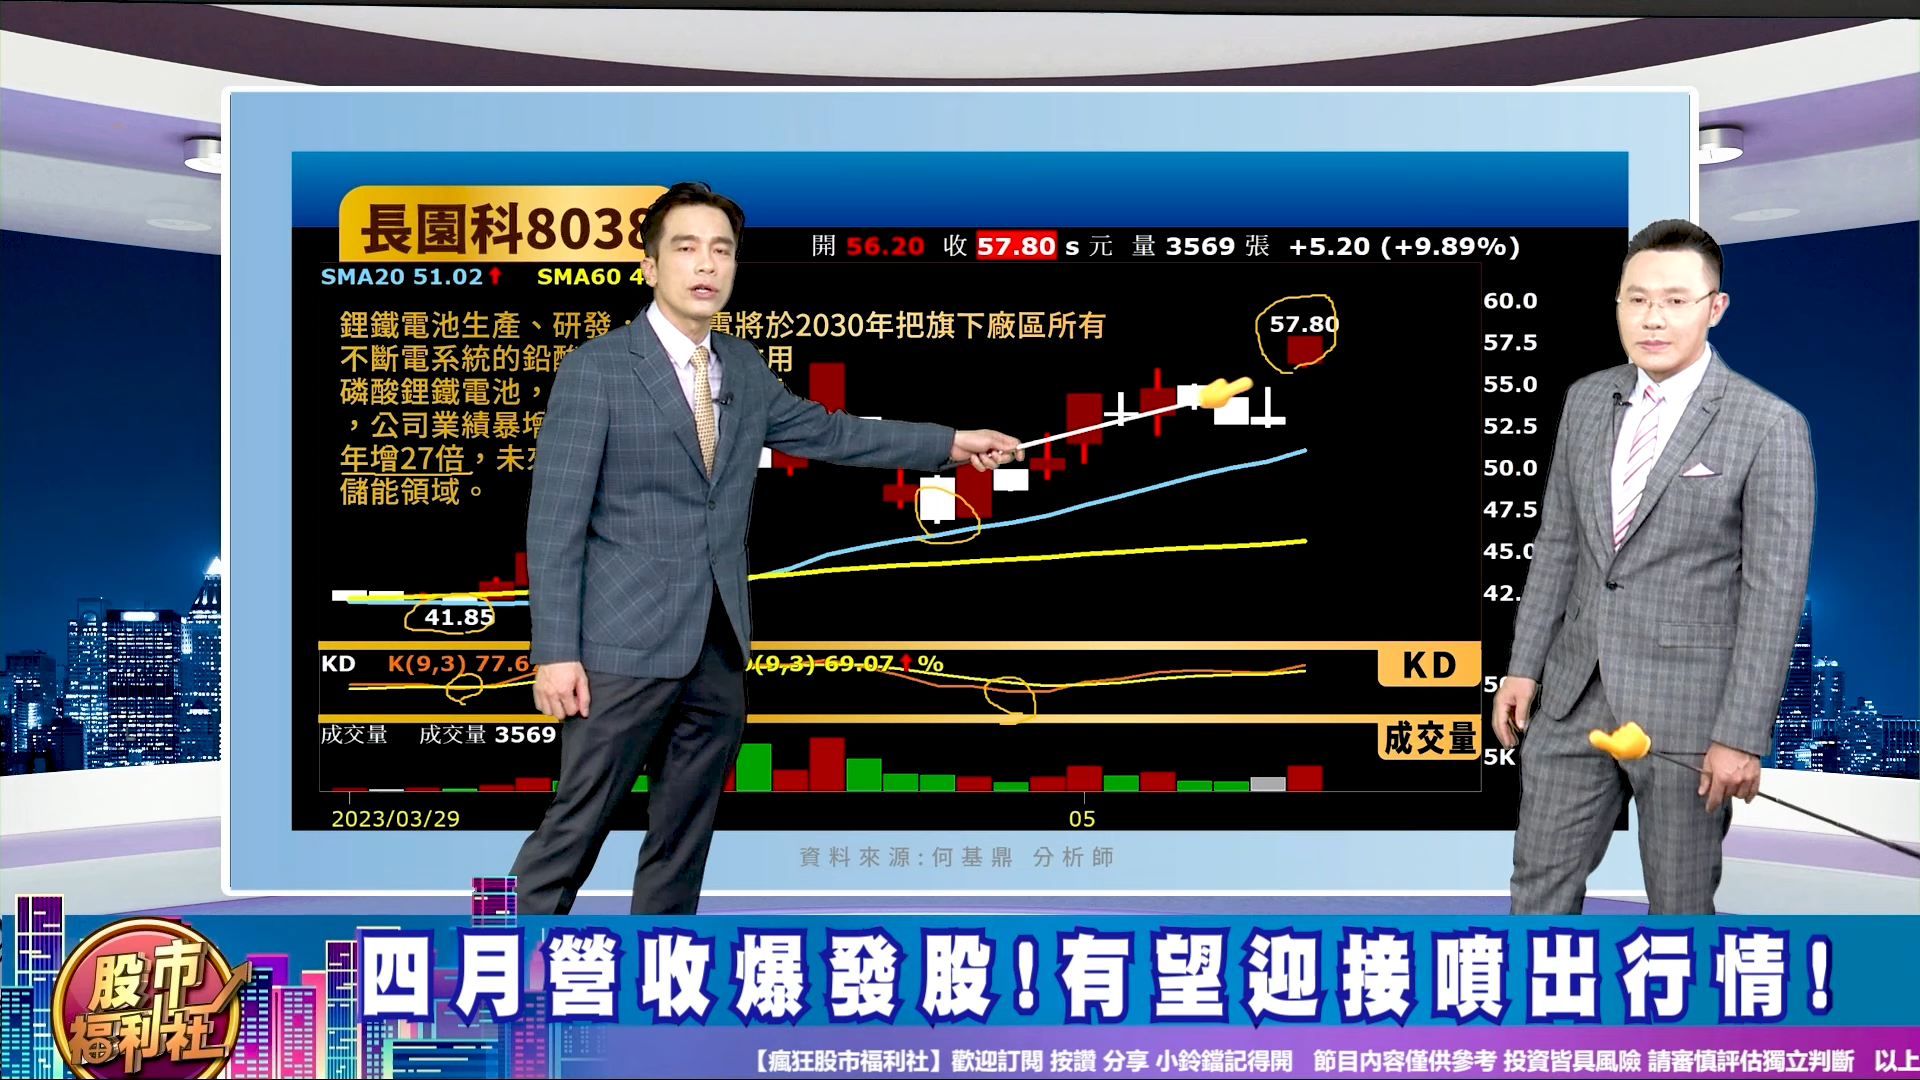 長園科8038
開 56.20 收 57.80 s 元 量 3569 張 +5.20 (+9.89%)
SMA20 51.02↑ SMA60 4
鋰鐵電池生產、研發， 電將於2030年把旗下廠區所有
不斷電系統的鉛酸 用
磷酸鋰鐵電池，
，公司業績暴增
年增27倍，未來
儲能領域。
57.80
41.85
60.0
57.5
55.0
52.5
50.0
47.5
45.0
42.
KD K(9,3) 77.6 (9,3) 69.07↑%
KD
50
成交量 成交量 3569
成交量
5K
2023/03/29 05
資料來源:何基鼎 分析師
股市福利社
四月營收爆發股!有望迎接噴出行情!
【瘋狂股市福利社】歡迎訂閱 按讚 分享 小鈴鐺記得開 節目內容僅供參考 投資皆具風險 請審慎評估獨立判斷 以上